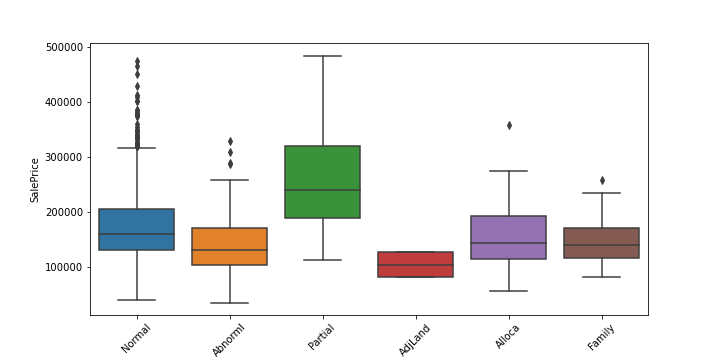 500000
400000
300000
200000
100000
SalePrice
Normal
Abnorml
Partial
AdjLand
Alloca
Family